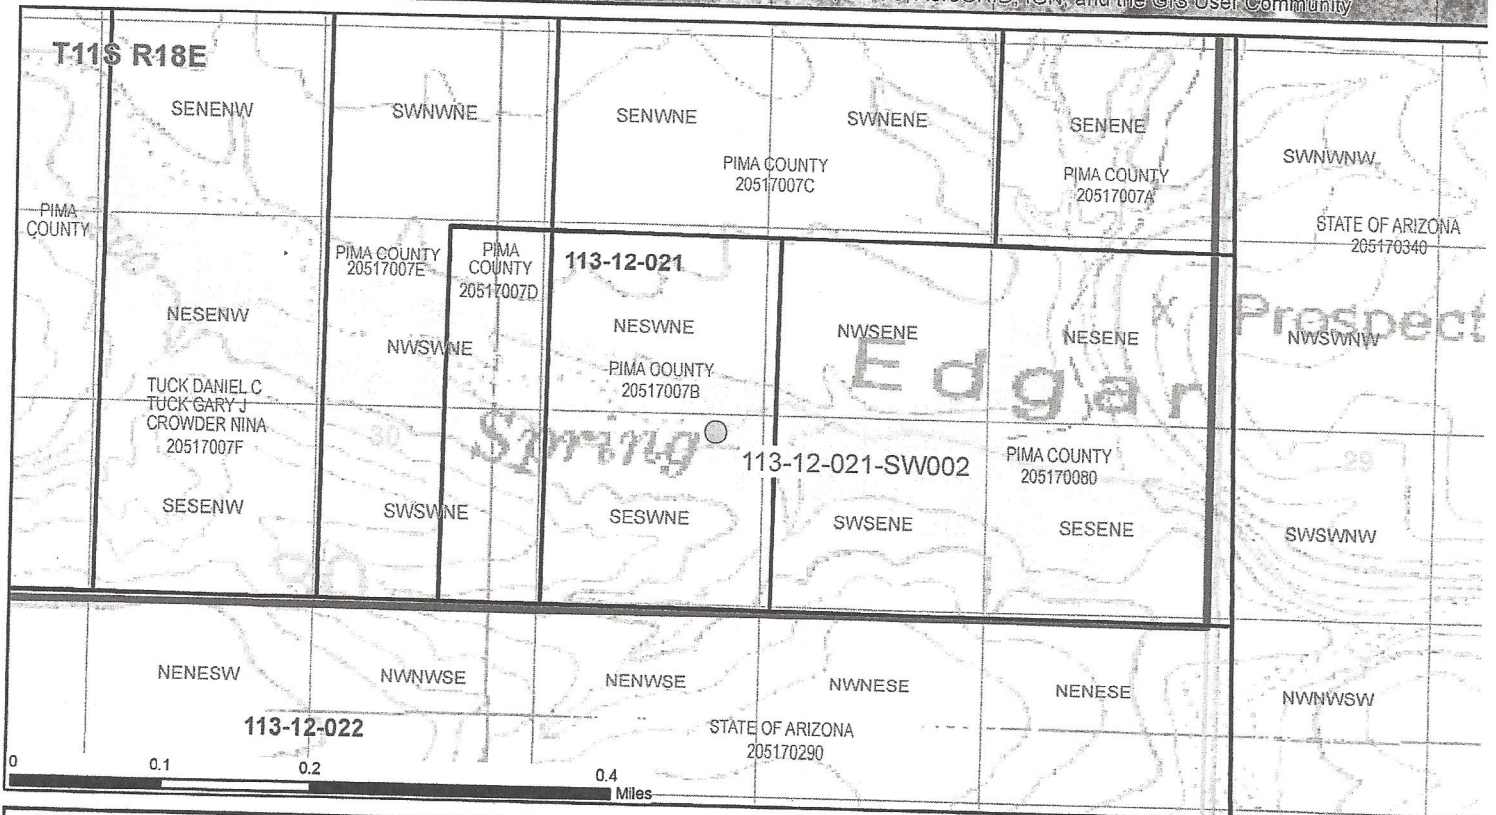 and the GIS User Community
T11S R18E
SENENW
SWNWNE
SENWNE
SWNENE
SENENE
SWNWNW
PIMA COUNTY
20517007C
PIMA COUNTY
20517007A
PIMA
COUNTY
STATE OF ARIZONA
205170340
PIMA COUNTY
20517007E
PIMA
COUNTY
20517007D
113-12-021
NESENW
NWSWNE
NESWNE
NWSENE
NESENE
X Prospect
NWSWNW
PIMA COUNTY
20517007B
Edgar
TUCK DANIEL C
TUCK GARY J
CROWDER NINA
20517007F
30
Spring
113-12-021-SW002
PIMA COUNTY
205170080
29
SESENW
SWSWNE
SESWNE
SWSENE
SESENE
SWSWNW
NENESW
NWNWSE
NENWSE
NWNESE
NENESE
NWNWSW
113-12-022
STATE OF ARIZONA
205170290
0 0.1 0.2 0.4
Miles